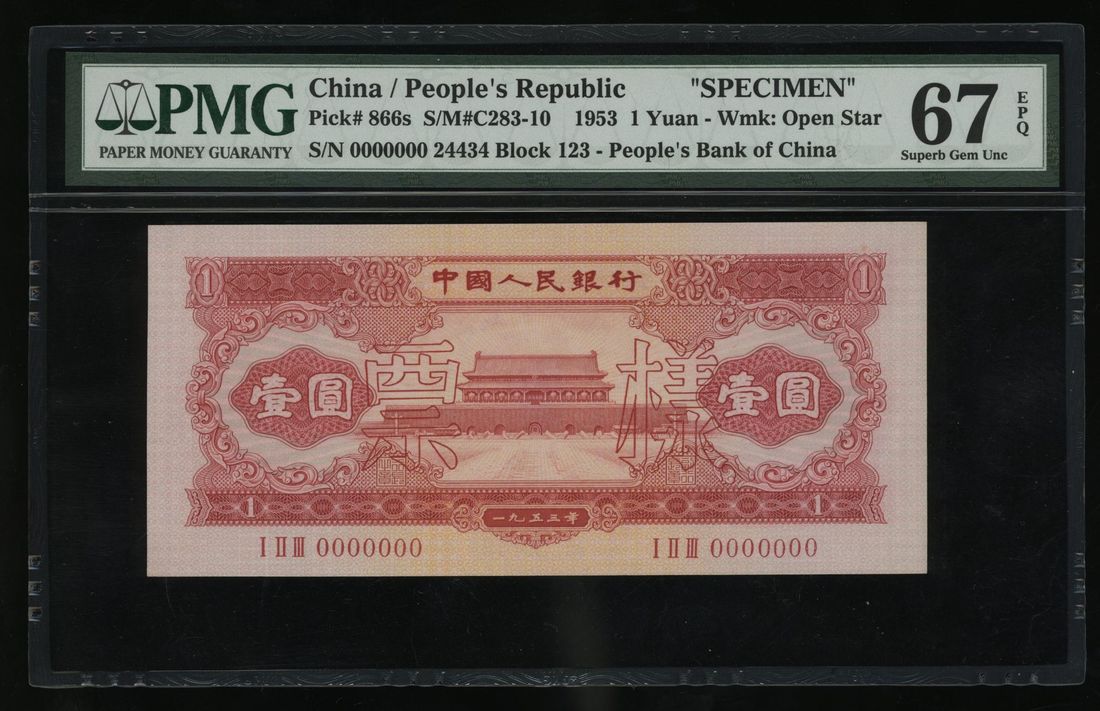 PMG
PAPER MONEY GUARANTY
China / People's Republic "SPECIMEN"
Pick# 866s S/M#C283-10 1953 1 Yuan - Wmk: Open Star
S/N 0000000 24434 Block 123 - People's Bank of China
67 EPQ
Superb Gem Unc
1 中國人民銀行 1
票 樣
壹圓 壹圓
1 一九五三年 1
I II III 0000000 I II III 0000000